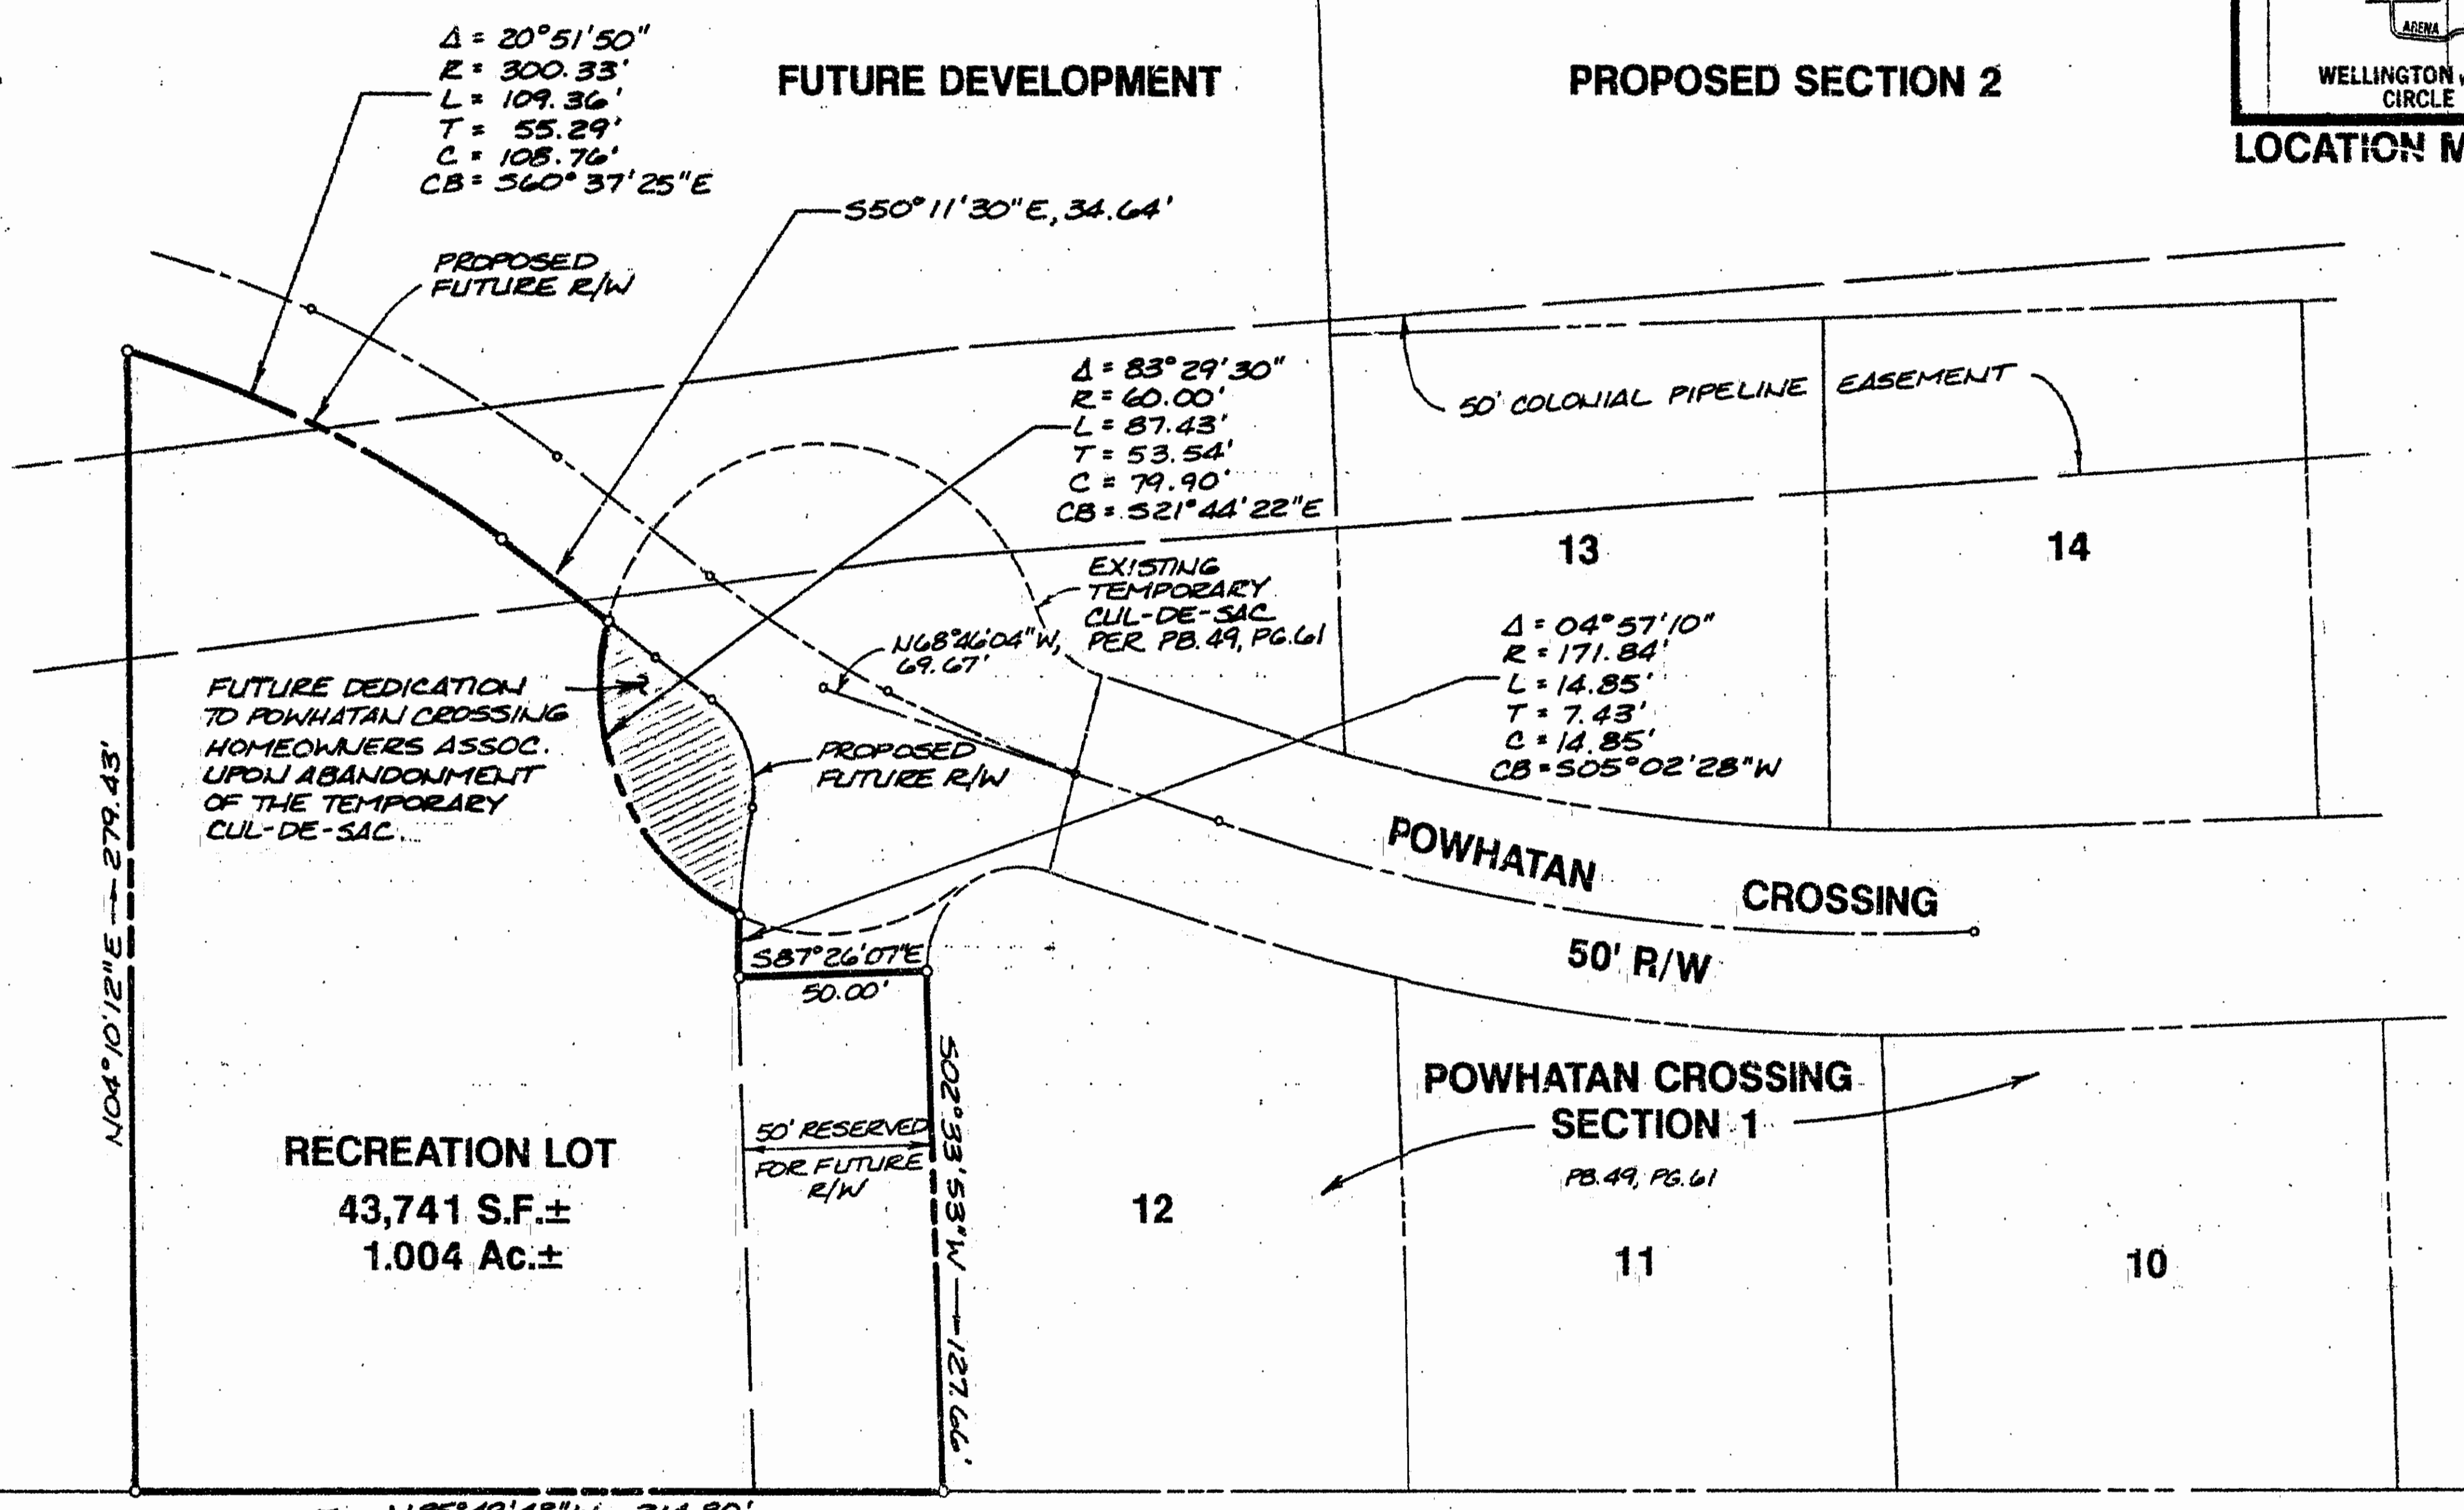 Δ = 20°51'50"
R = 300.33'
L = 109.36'
T = 55.29'
C = 108.76'
CB = S60°37'25"E
FUTURE DEVELOPMENT
PROPOSED SECTION 2
ARENA
WELLINGTON
CIRCLE
LOCATION M
S50°11'30"E, 34.64'
PROPOSED
FUTURE R/W
Δ = 83°29'30"
R = 60.00'
L = 87.43'
T = 53.54'
C = 79.90'
CB = S21°44'22"E
50' COLONIAL PIPELINE EASEMENT
13
14
EXISTING
TEMPORARY
CUL-DE-SAC
PER PB.49, PG.61
N68°46'04"W,
69.67'
Δ = 04°57'10"
R = 171.84'
L = 14.85'
T = 7.43'
C = 14.85'
CB = S05°02'28"W
FUTURE DEDICATION
TO POWHATAN CROSSING
HOMEOWNERS ASSOC.
UPON ABANDONMENT
OF THE TEMPORARY
CUL-DE-SAC
PROPOSED
FUTURE R/W
N04°10'12"E — 279.43'
POWHATAN CROSSING
50' R/W
S87°26'07"E
50.00'
S02°33'53"W — 127.66'
50' RESERVED
FOR FUTURE
R/W
RECREATION LOT
43,741 S.F.±
1.004 Ac.±
POWHATAN CROSSING
SECTION 1
PB.49, PG.61
12
11
10